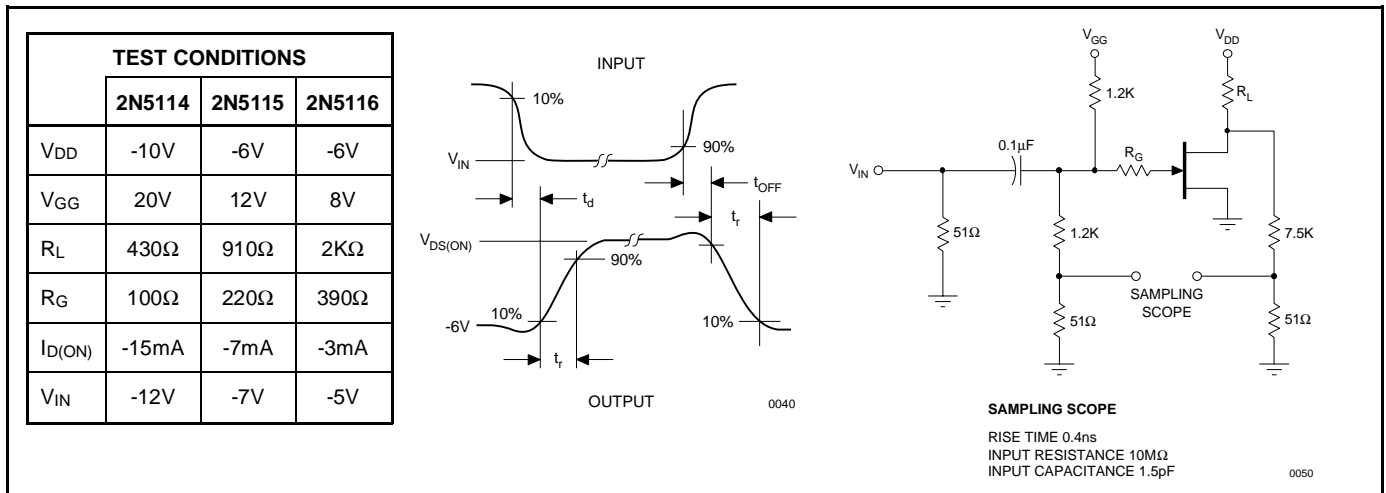 TEST CONDITIONS
2N5114 2N5115 2N5116
VDD -10V -6V -6V
VGG 20V 12V 8V
RL 430Ω 910Ω 2KΩ
RG 100Ω 220Ω 390Ω
ID(ON) -15mA -7mA -3mA
VIN -12V -7V -5V
INPUT
10%
VIN
90%
td
tOFF
tr
VDS(ON)
90%
10%
-6V
10%
tr
OUTPUT
0040
VGG
VDD
1.2K
RL
0.1µF
RG
VIN
51Ω
1.2K
7.5K
SAMPLING
SCOPE
51Ω
51Ω
SAMPLING SCOPE
RISE TIME 0.4ns
INPUT RESISTANCE 10MΩ
INPUT CAPACITANCE 1.5pF
0050